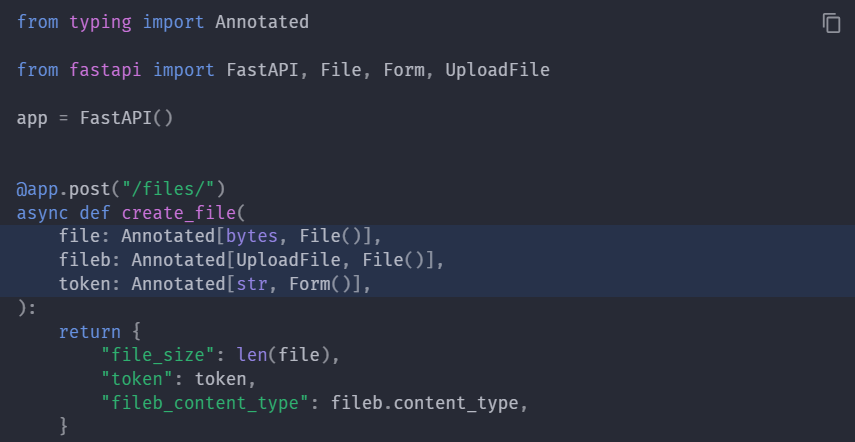 from typing import Annotated
from fastapi import FastAPI, File, Form, UploadFile
app = FastAPI()
@app.post("/files/")
async def create_file(
    file: Annotated[bytes, File()],
    fileb: Annotated[UploadFile, File()],
    token: Annotated[str, Form()],
):
    return {
        "file_size": len(file),
        "token": token,
        "fileb_content_type": fileb.content_type,
    }